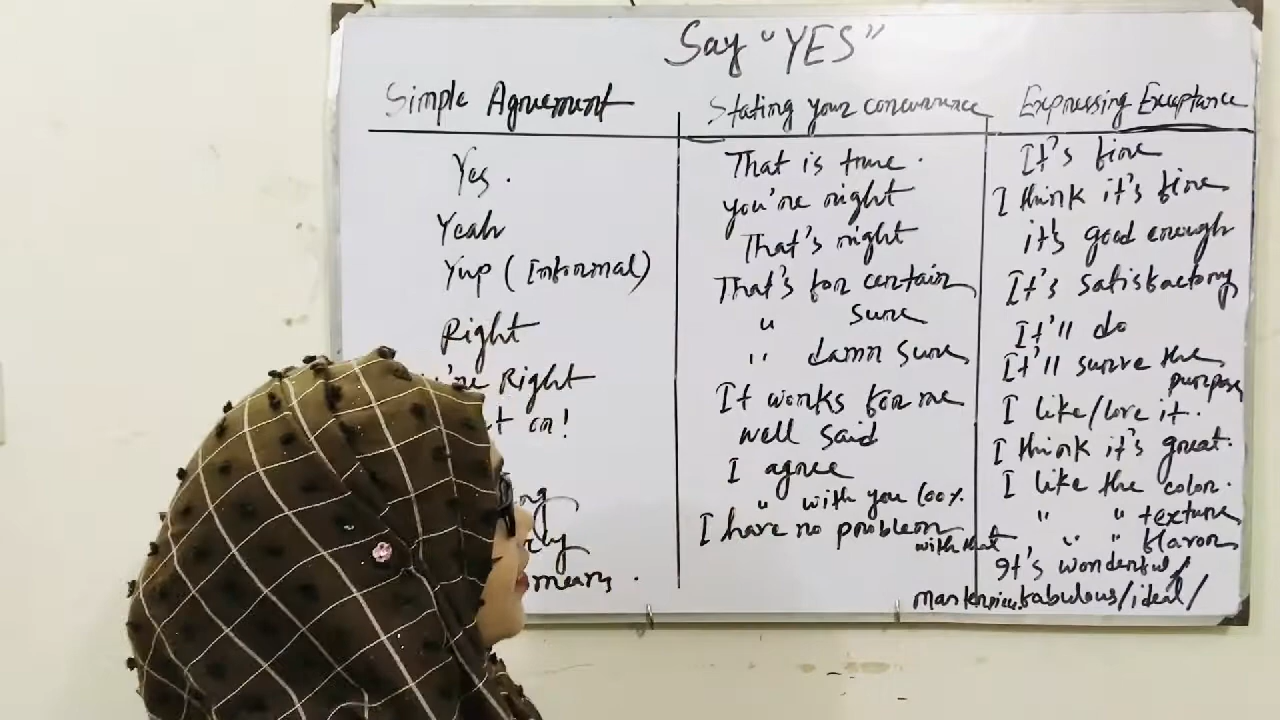 Say "YES"
Simple Agreement
Yes.
Yeah
Yup (Informal)
Right
're Right
on!
means.
Stating your concurrence
That is true.
you're right
That's right
That's for certain
" sure
" damn sure
It works for me
well said
I agree
" with you 100%.
I have no problem
with that
Expressing Exceptance
It's fine
I think it's fine
it's good enough
It's satisfactory
It'll do
It'll surve the
purpose
I like/love it.
I think it's great.
I like the color.
" " texture
" " flavor
It's wonderful/
fabulous/ideal/